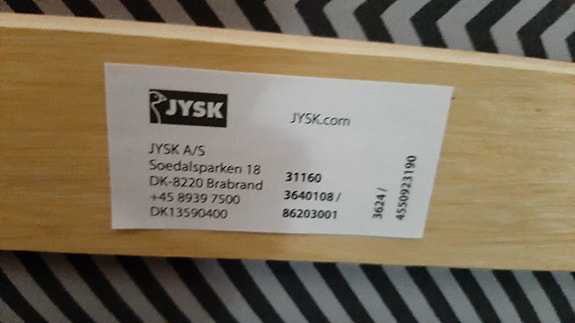 JYSK
JYSK.com
JYSK A/S
Soedalsparken 18
DK-8220 Brabrand
+45 8939 7500
DK13590400
31160
3640108 /
86203001
3624 /
4550923190